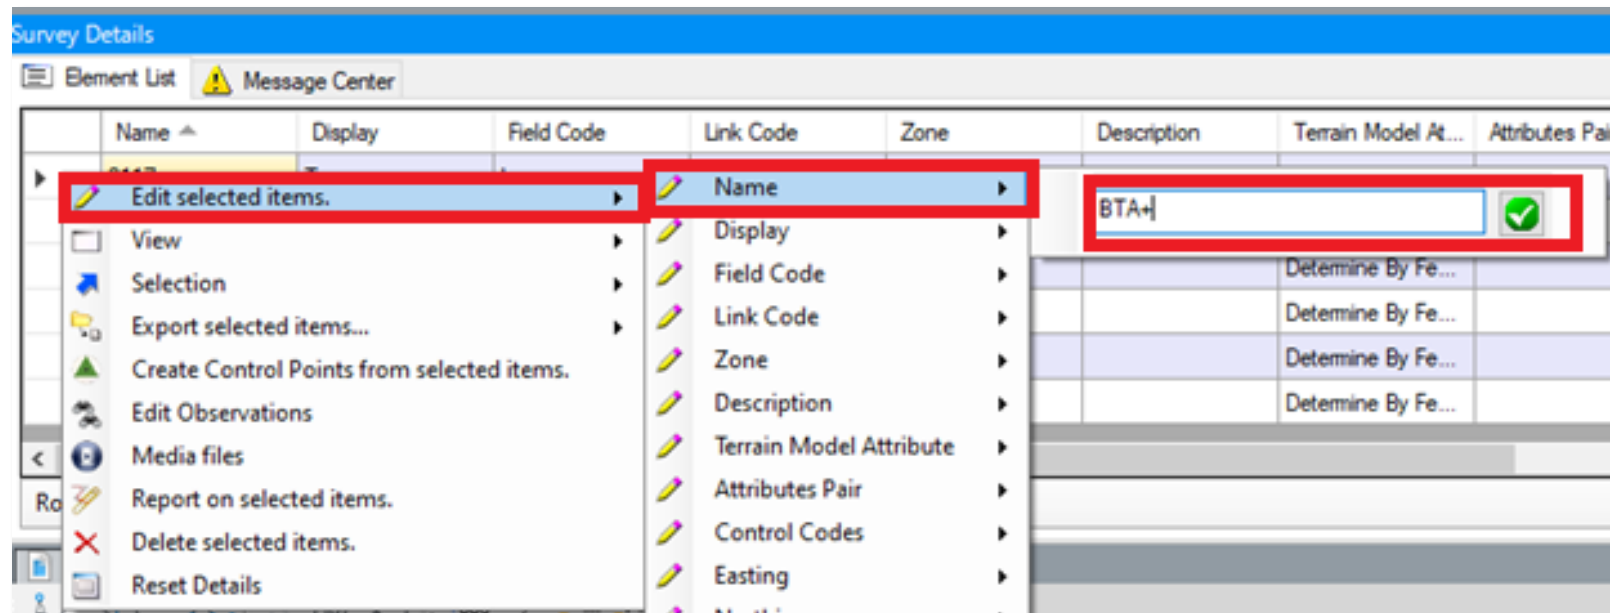 Survey Details
Element List Message Center
Name Display Field Code Link Code Zone Description Terrain Model At... Attributes Pai
Edit selected items.
View
Selection
Export selected items...
Create Control Points from selected items.
Edit Observations
Media files
Report on selected items.
Delete selected items.
Reset Details
Name
Display
Field Code
Link Code
Zone
Description
Terrain Model Attribute
Attributes Pair
Control Codes
Easting
BTA+
Determine By Fe...
Determine By Fe...
Determine By Fe...
Determine By Fe...
Ro